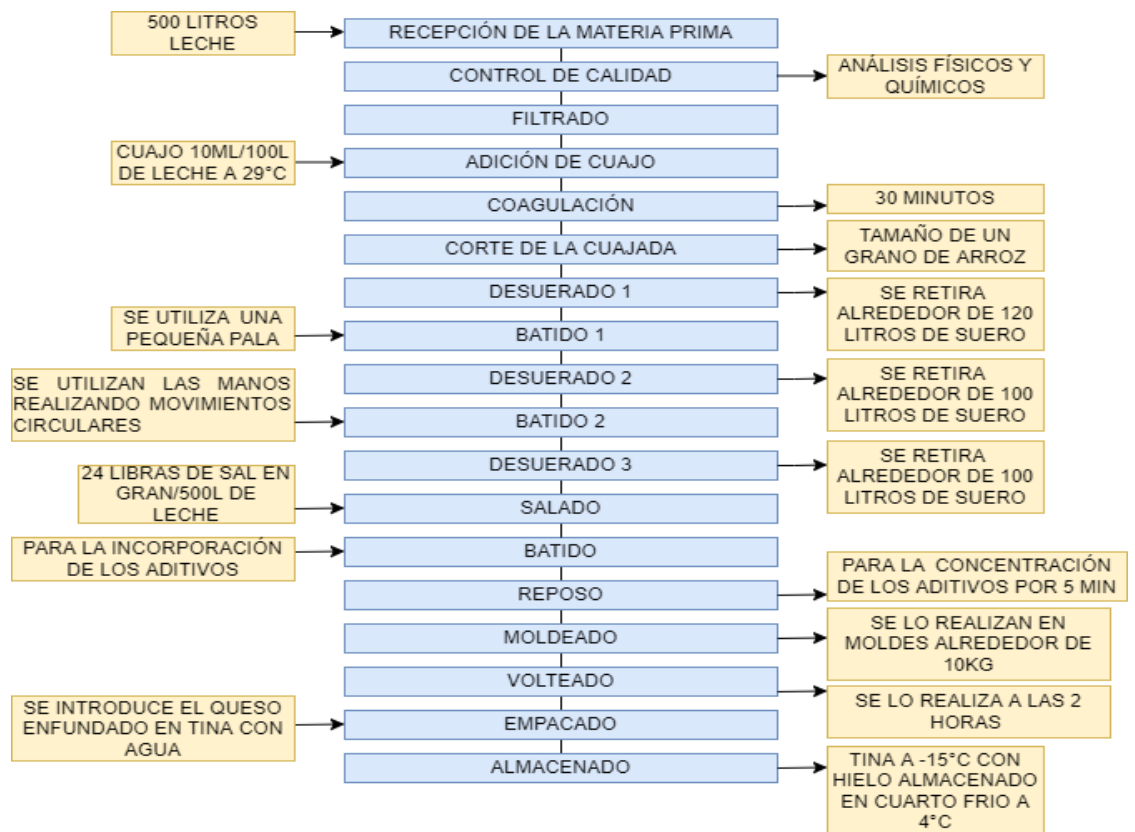 500 LITROS
LECHE
RECEPCIÓN DE LA MATERIA PRIMA
CONTROL DE CALIDAD
ANÁLISIS FÍSICOS Y
QUÍMICOS
FILTRADO
CUAJO 10ML/100L
DE LECHE A 29°C
ADICIÓN DE CUAJO
COAGULACIÓN
30 MINUTOS
CORTE DE LA CUAJADA
TAMAÑO DE UN
GRANO DE ARROZ
DESUERADO 1
SE RETIRA
ALREDEDOR DE 120
LITROS DE SUERO
SE UTILIZA UNA
PEQUEÑA PALA
BATIDO 1
DESUERADO 2
SE RETIRA
ALREDEDOR DE 100
LITROS DE SUERO
SE UTILIZAN LAS MANOS
REALIZANDO MOVIMIENTOS
CIRCULARES
BATIDO 2
DESUERADO 3
SE RETIRA
ALREDEDOR DE 100
LITROS DE SUERO
24 LIBRAS DE SAL EN
GRAN/500L DE
LECHE
SALADO
PARA LA INCORPORACIÓN
DE LOS ADITIVOS
BATIDO
REPOSO
PARA LA CONCENTRACIÓN
DE LOS ADITIVOS POR 5 MIN
MOLDEADO
SE LO REALIZAN EN
MOLDES ALREDEDOR DE
10KG
VOLTEADO
SE LO REALIZA A LAS 2
HORAS
SE INTRODUCE EL QUESO
ENFUNDADO EN TINA CON
AGUA
EMPACADO
ALMACENADO
TINA A -15°C CON
HIELO ALMACENADO
EN CUARTO FRIO A
4°C